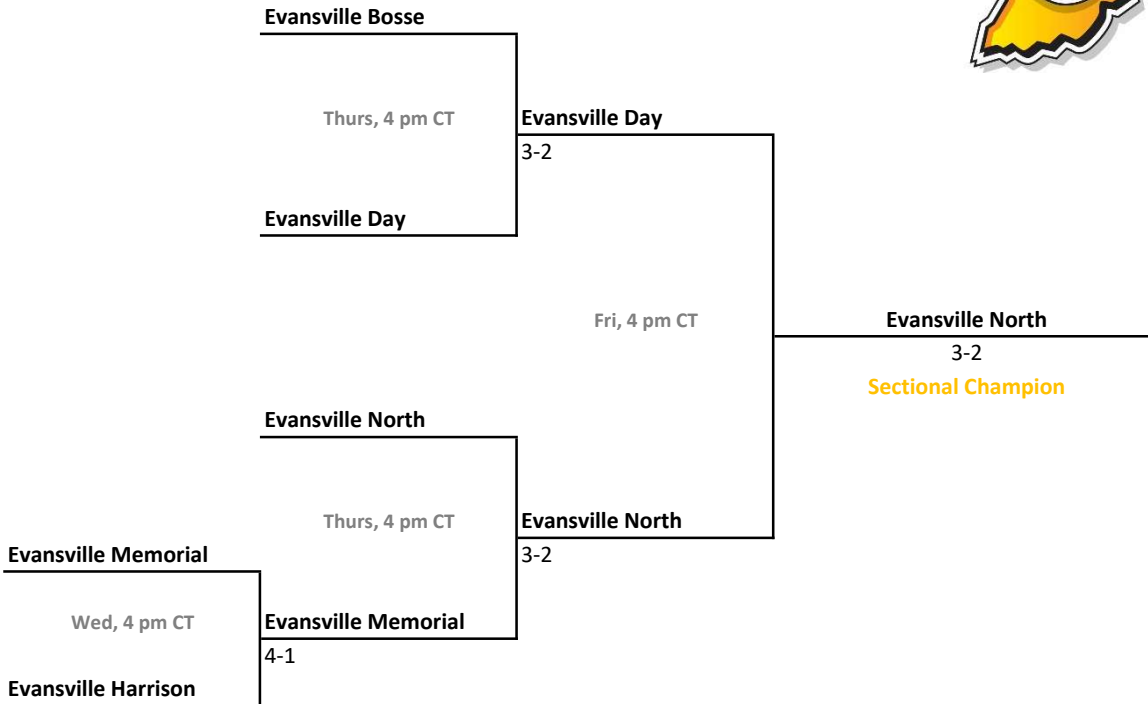 Evansville Bosse
Thurs, 4 pm CT
Evansville Day
3-2
Evansville Day
Fri, 4 pm CT
Evansville North
3-2
Sectional Champion
Evansville North
Thurs, 4 pm CT
Evansville North
3-2
Evansville Memorial
Wed, 4 pm CT
Evansville Memorial
4-1
Evansville Harrison